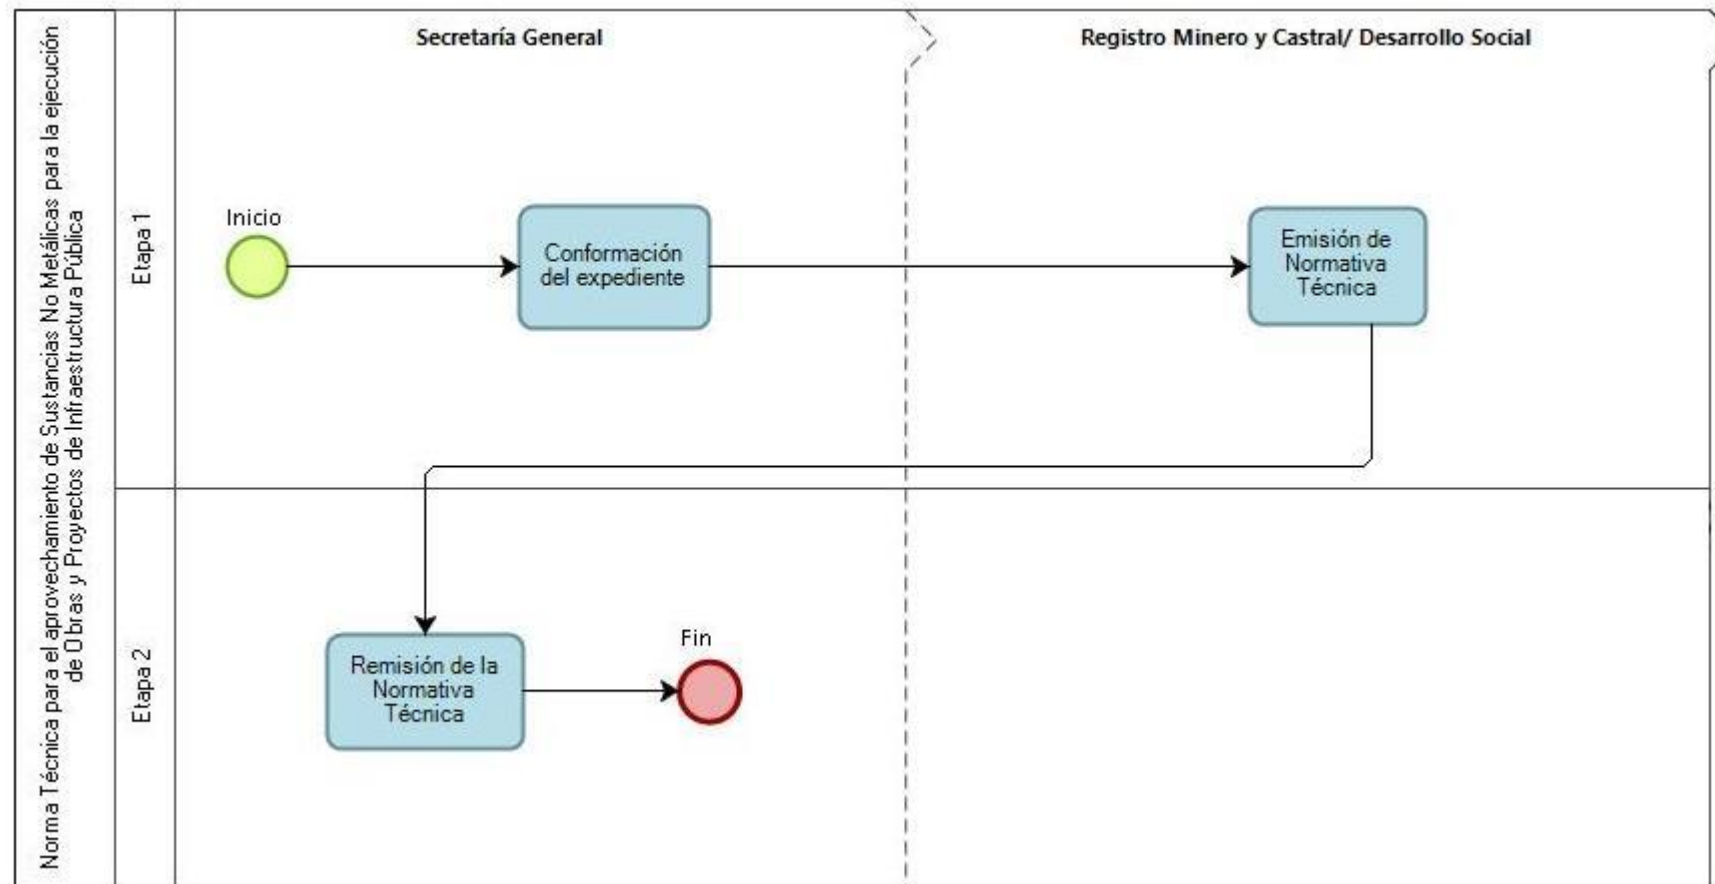 Norma Técnica para el aprovechamiento de Sustancias No Metálicas para la ejecución
de Obras y Proyectos de Infraestructura Pública
Secretaría General
Registro Minero y Castral/ Desarrollo Social
Etapa 1
Inicio
Conformación
del expediente
Emisión de
Normativa
Técnica
Etapa 2
Remisión de la
Normativa
Técnica
Fin